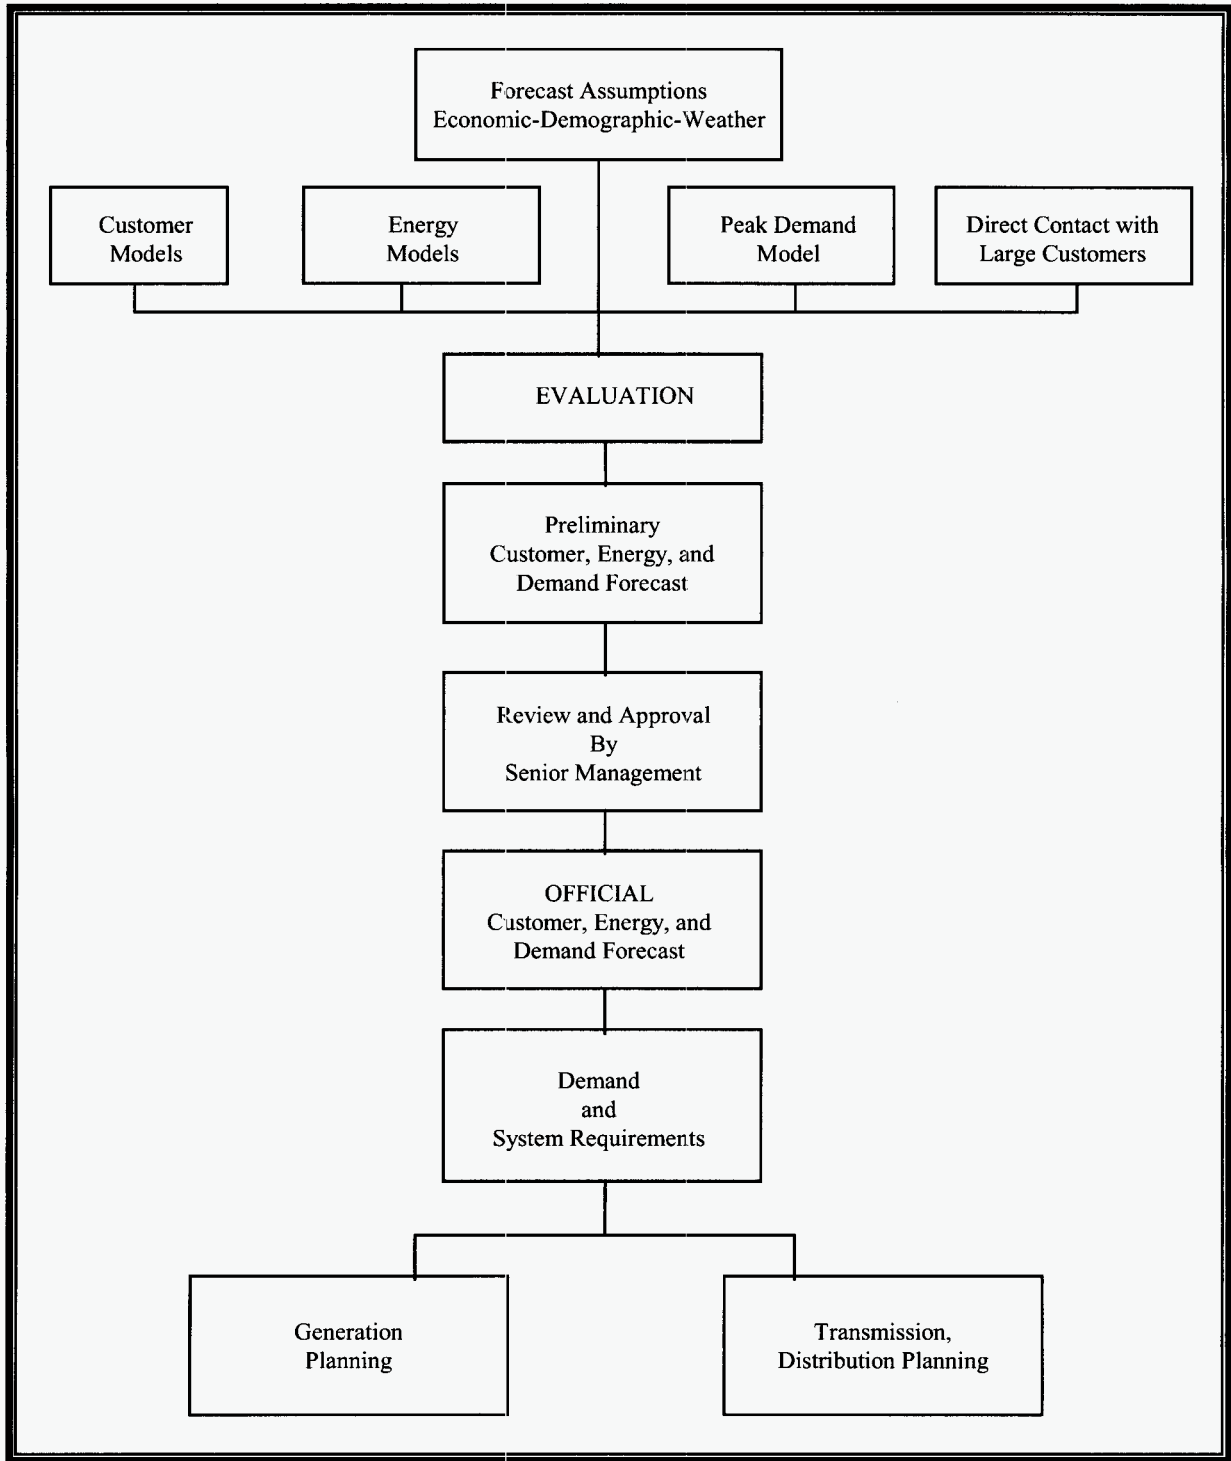 Forecast Assumptions
Economic-Demographic-Weather
Customer
Models
Energy
Models
Peak Demand
Model
Direct Contact with
Large Customers
EVALUATION
Preliminary
Customer, Energy, and
Demand Forecast
Review and Approval
By
Senior Management
OFFICIAL
Customer, Energy, and
Demand Forecast
Demand
and
System Requirements
Generation
Planning
Transmission,
Distribution Planning